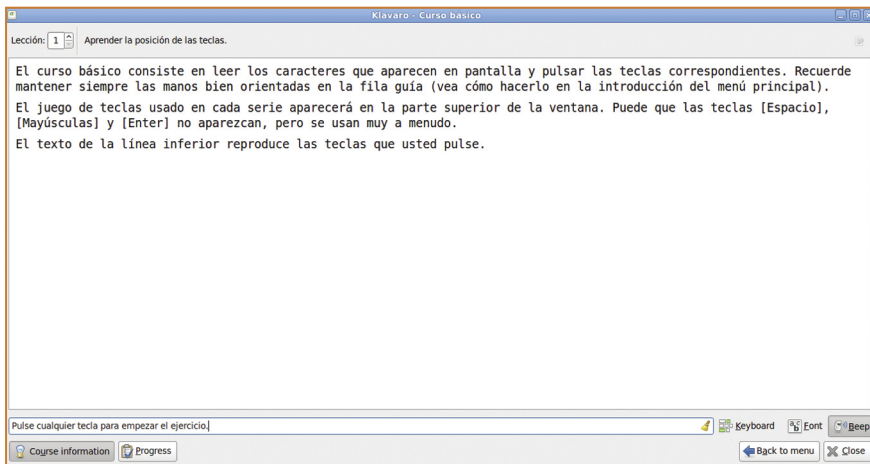 Klavaro - Curso básico
Lección: 1 Aprender la posición de las teclas.
El curso básico consiste en leer los caracteres que aparecen en pantalla y pulsar las teclas correspondientes. Recuerde
mantener siempre las manos bien orientadas en la fila guía (vea cómo hacerlo en la introducción del menú principal).
El juego de teclas usado en cada serie aparecerá en la parte superior de la ventana. Puede que las teclas [Espacio],
[Mayúsculas] y [Enter] no aparezcan, pero se usan muy a menudo.
El texto de la línea inferior reproduce las teclas que usted pulse.
Pulse cualquier tecla para empezar el ejercicio. Keyboard Font Beep
Course information Progress Back to menu Close